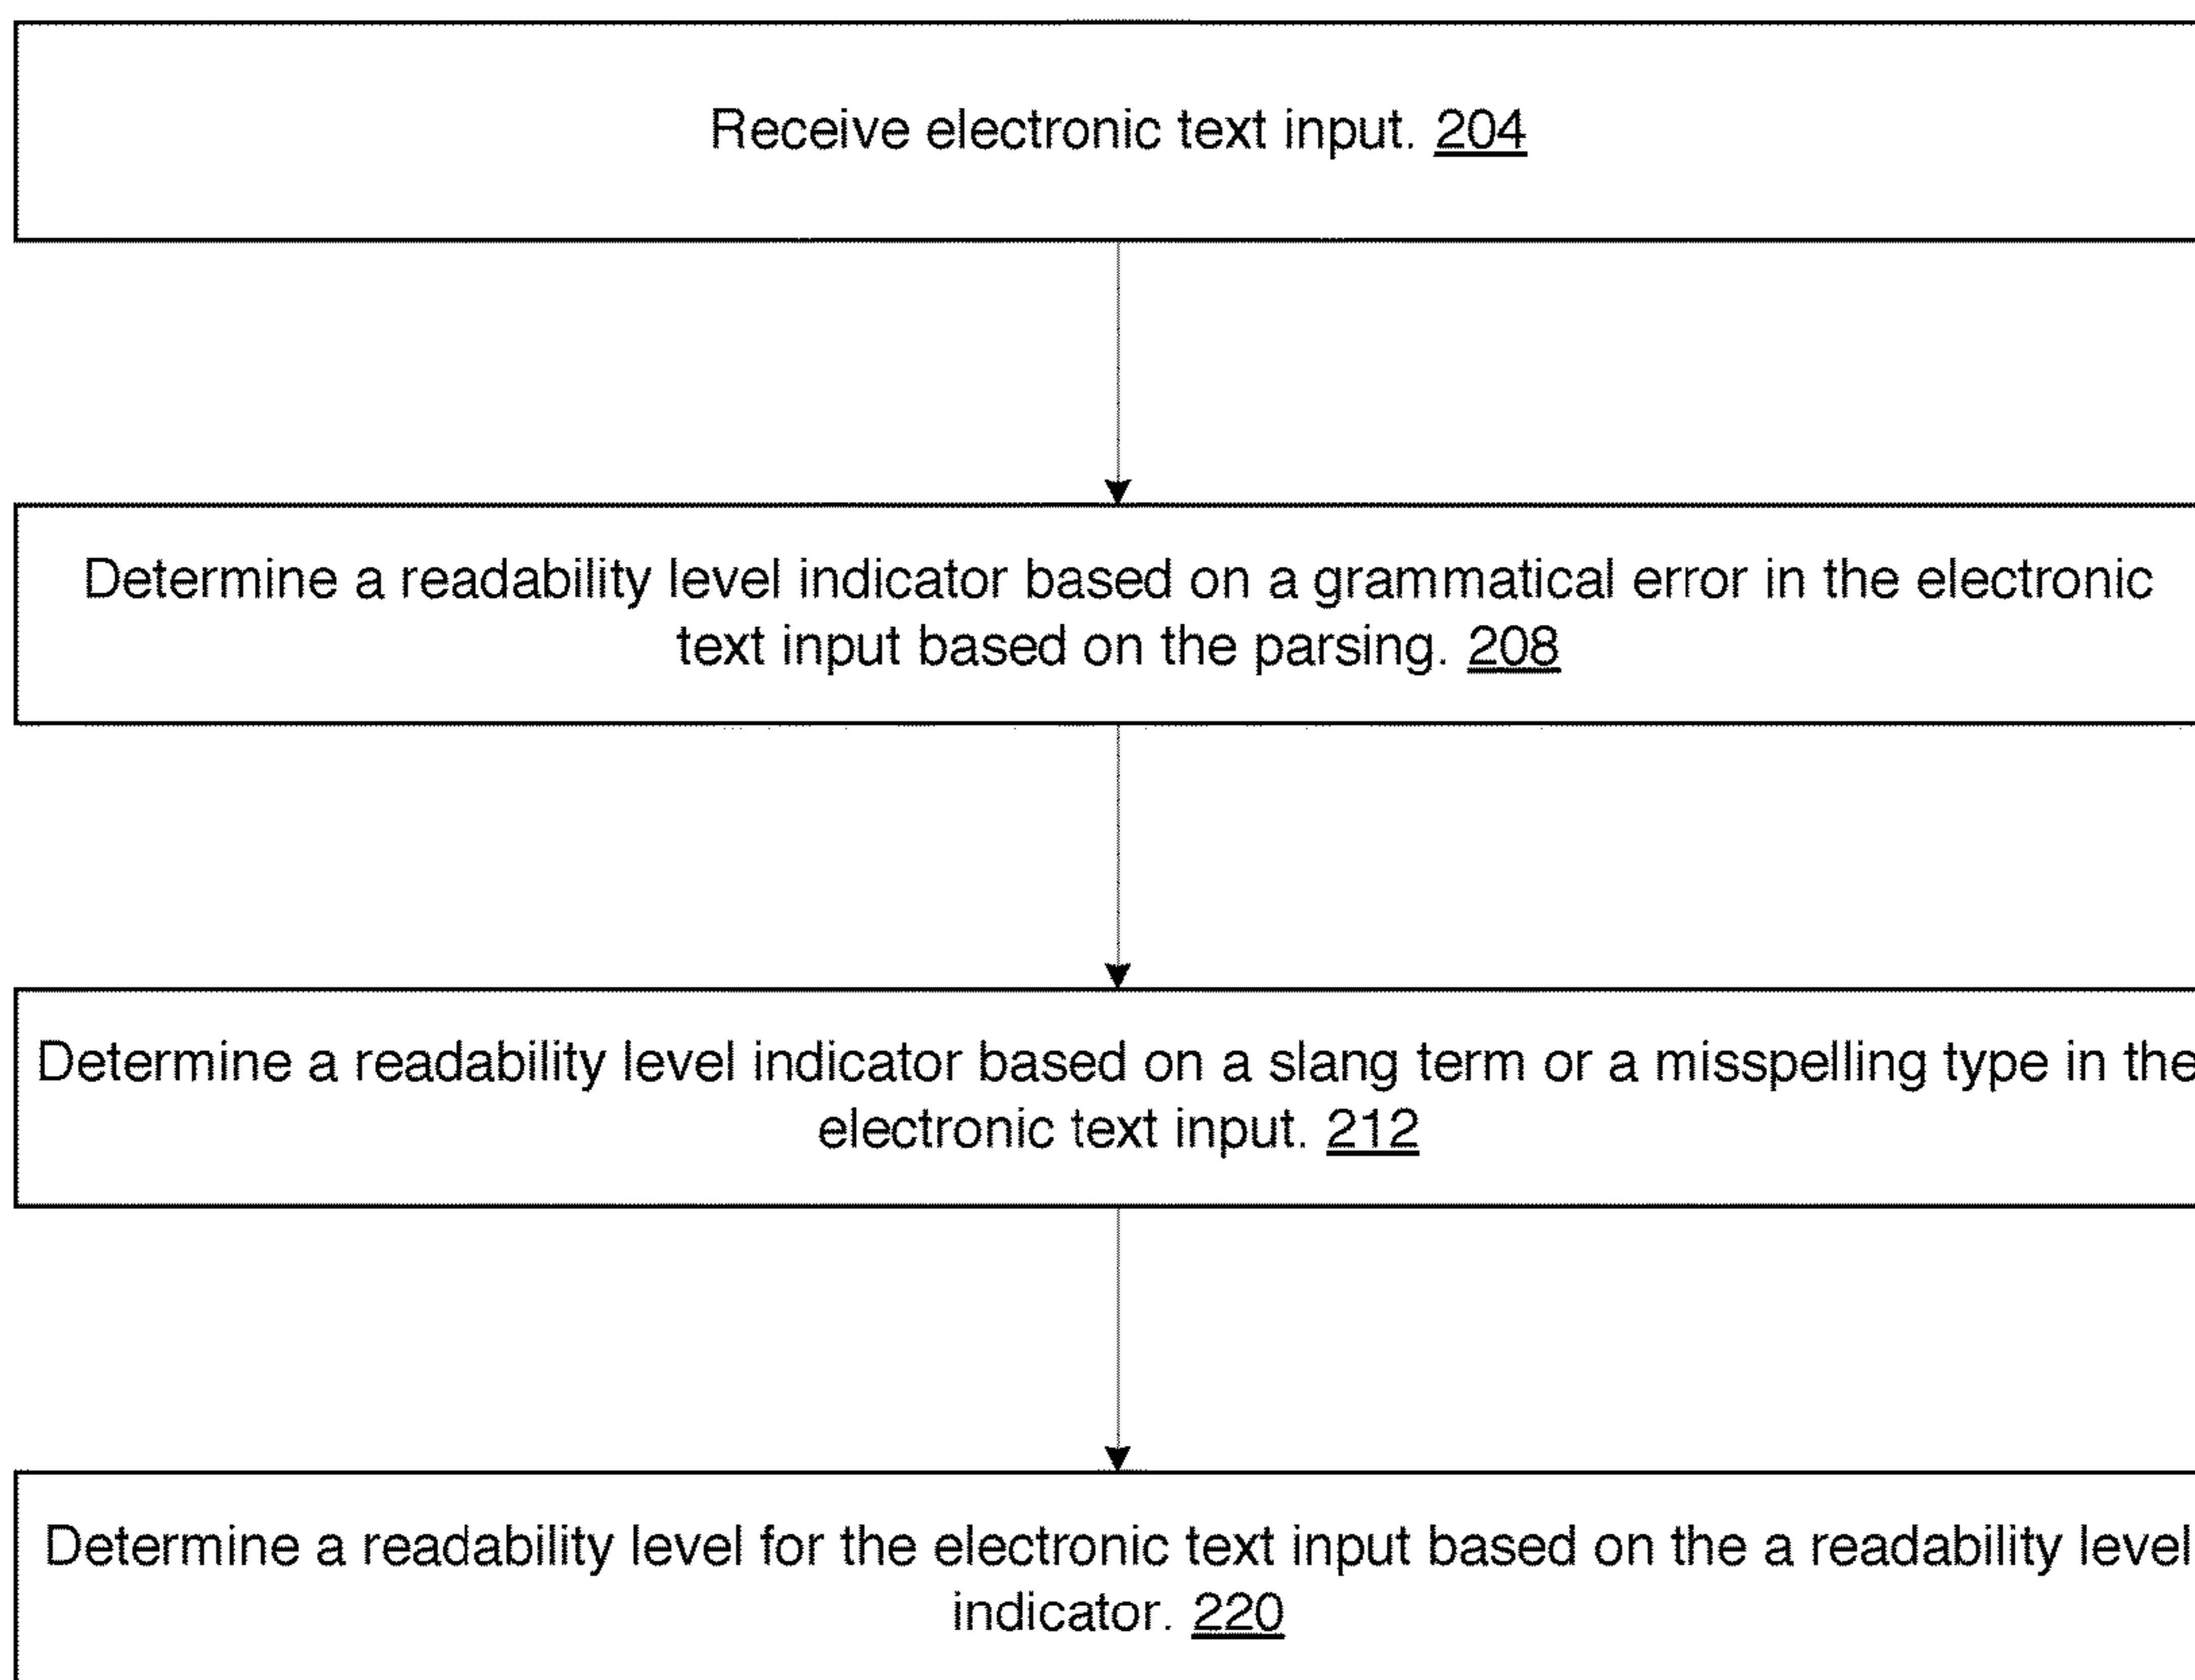 Receive electronic text input. 204
Determine a readability level indicator based on a grammatical error in the electronic
text input based on the parsing. 208
Determine a readability level indicator based on a slang term or a misspelling type in the
electronic text input. 212
Determine a readability level for the electronic text input based on the a readability level
indicator. 220